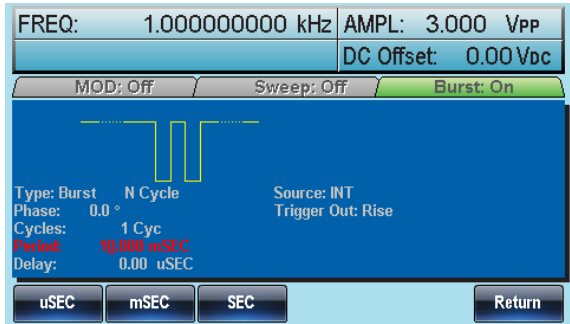 FREQ: 1.000000000 kHz AMPL: 3.000 VPP
DC Offset: 0.00 VDC
MOD: Off Sweep: Off Burst: On
Type: Burst N Cycle Source: INT
Phase: 0.0 ° Trigger Out: Rise
Cycles: 1 Cyc
Period: 10.000 mSEC
Delay: 0.00 uSEC
uSEC mSEC SEC Return